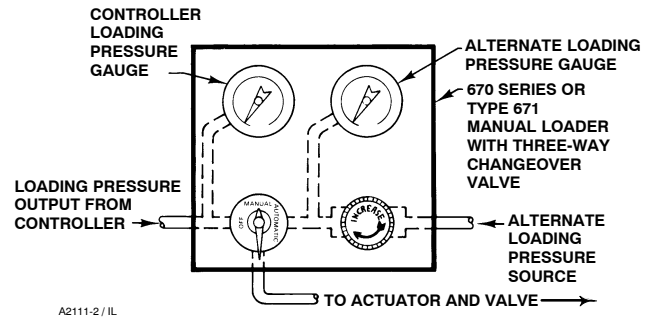 CONTROLLER
LOADING
PRESSURE
GAUGE
ALTERNATE LOADING
PRESSURE GAUGE
670 SERIES OR
TYPE 671
MANUAL LOADER
WITH THREE-WAY
CHANGEOVER
VALVE
LOADING PRESSURE
OUTPUT FROM
CONTROLLER
OFF
MANUAL
AUTOMATIC
INCREASE
ALTERNATE
LOADING
PRESSURE
SOURCE
TO ACTUATOR AND VALVE
A2111-2 / IL